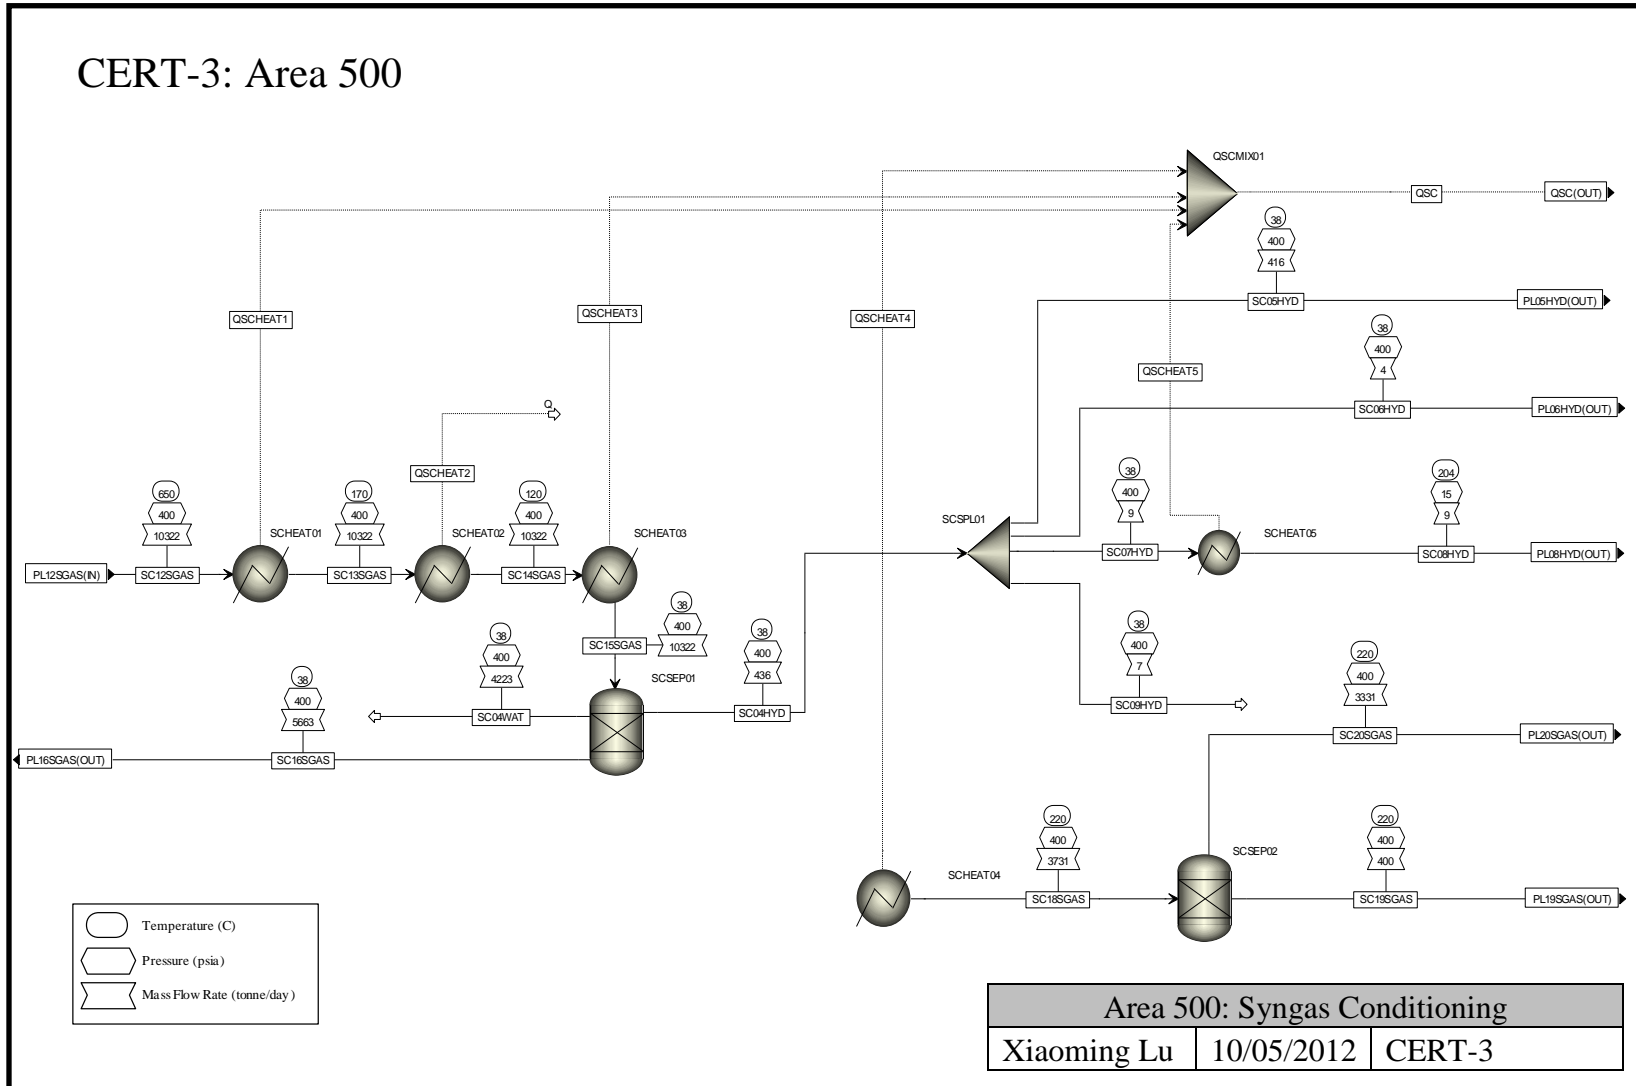 CERT-3: Area 500
QSCMIX01
QSC
QSC(OUT)
38
400
416
SC05HYD
PL05HYD(OUT)
QSCHEAT1
QSCHEAT3
QSCHEAT4
38
400
4
SC06HYD
PL06HYD(OUT)
QSCHEAT5
Q
QSCHEAT2
650
400
10322
SCHEAT01
170
400
10322
SCHEAT02
120
400
10322
SCHEAT03
PL12SGAS(IN)
SC12SGAS
SC13SGAS
SC14SGAS
SCSPL01
38
400
9
SC07HYD
SCHEAT05
204
15
9
SC08HYD
PL08HYD(OUT)
SC15SGAS
38
400
10322
SCSEP01
38
400
4223
SC04WAT
38
400
436
SC04HYD
38
400
7
SC09HYD
38
400
5663
SC16SGAS
PL16SGAS(OUT)
220
400
3331
SC20SGAS
PL20SGAS(OUT)
SCHEAT04
220
400
3731
SC18SGAS
SCSEP02
220
400
400
SC19SGAS
PL19SGAS(OUT)
Temperature (C)
Pressure (psia)
Mass Flow Rate (tonne/day)
Area 500: Syngas Conditioning
Xiaoming Lu 10/05/2012 CERT-3